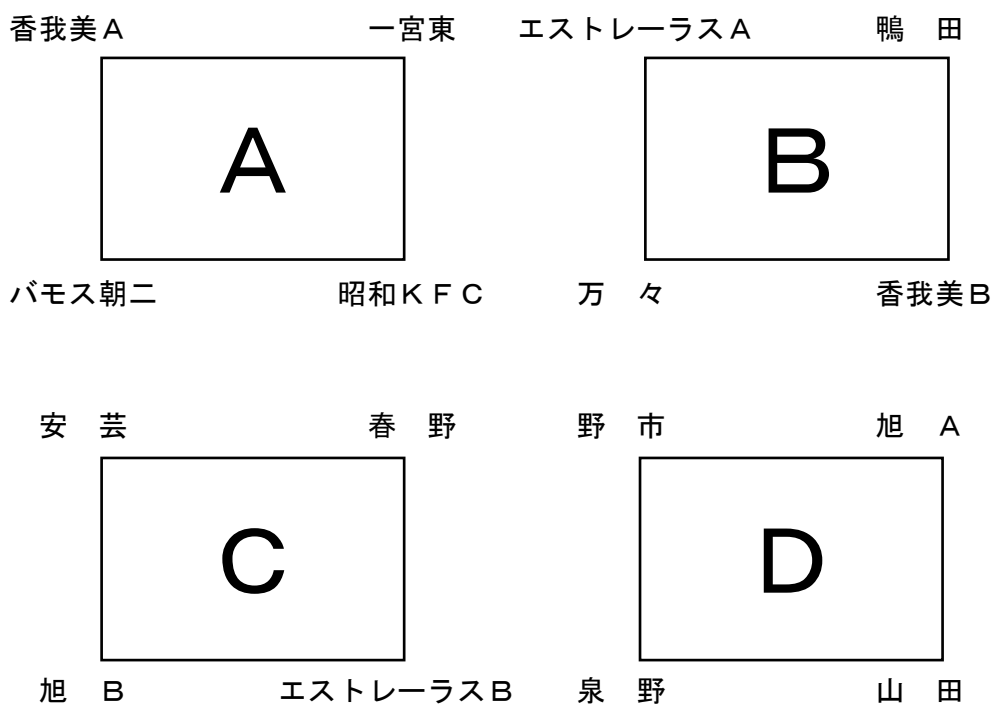 香我美A 一宮東 エストレーラスA 鴨 田
A B
バモス朝二 昭和KFC 万 々 香我美B
安 芸 春 野 野 市 旭 A
C D
旭 B エストレーラスB 泉 野 山 田